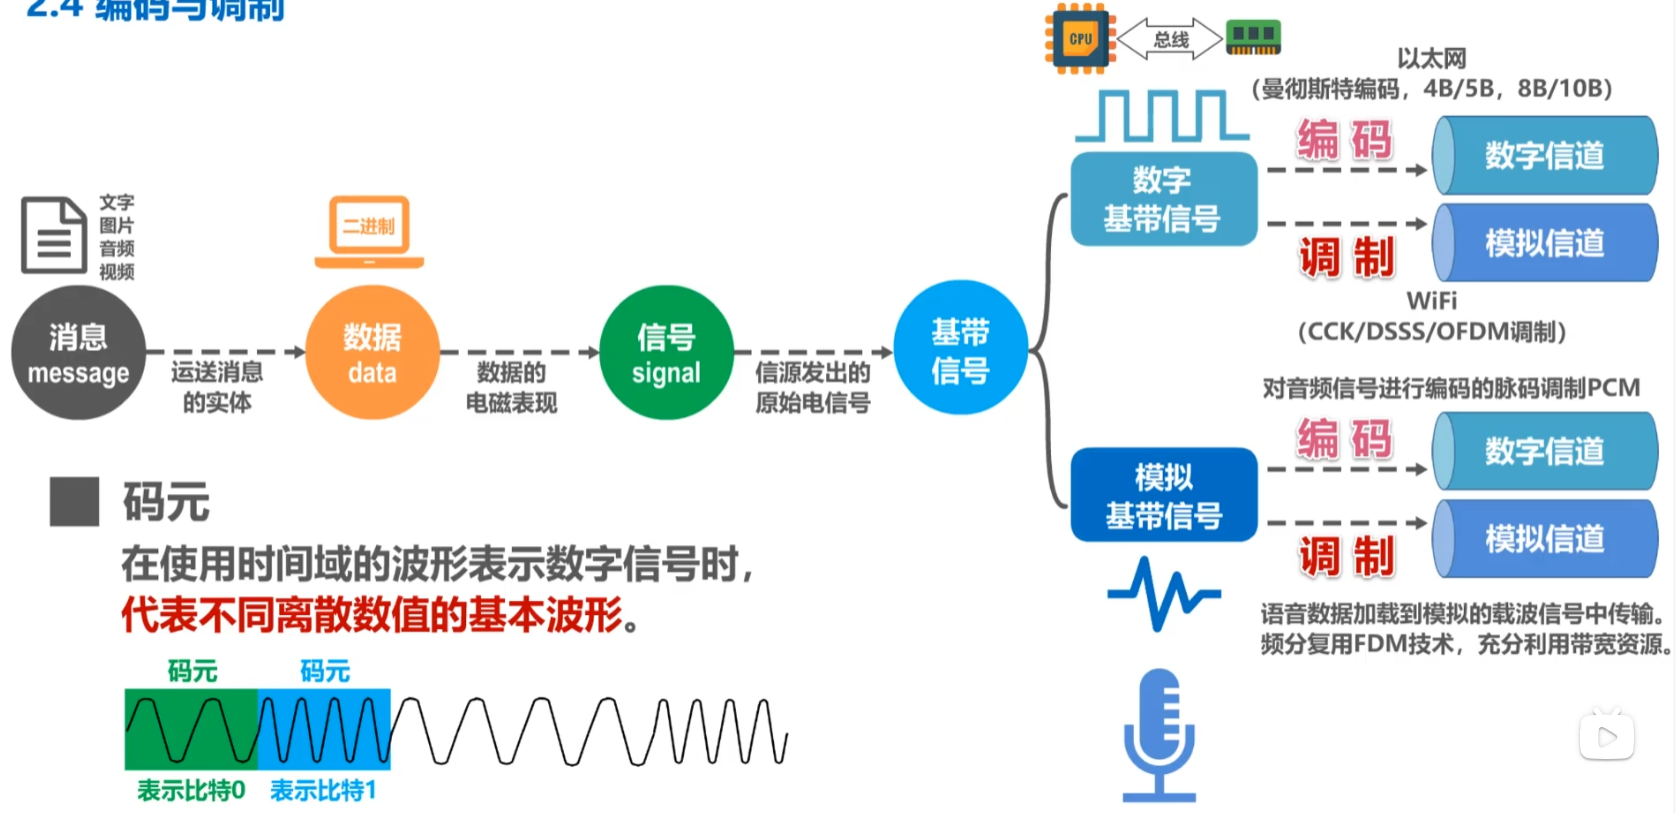 2.4 编码与调制
CPU
总线
以太网
（曼彻斯特编码，4B/5B，8B/10B）
编码
数字信道
数字
基带信号
调制
模拟信道
WiFi
（CCK/DSSS/OFDM调制）
文字
图片
音频
视频
二进制
消息
message
运送消息
的实体
数据
data
数据的
电磁表现
信号
signal
信源发出的
原始电信号
基带
信号
对音频信号进行编码的脉码调制PCM
编码
数字信道
模拟
基带信号
调制
模拟信道
语音数据加载到模拟的载波信号中传输。
频分复用FDM技术，充分利用带宽资源。
码元
在使用时间域的波形表示数字信号时，
代表不同离散数值的基本波形。
码元
码元
表示比特0
表示比特1